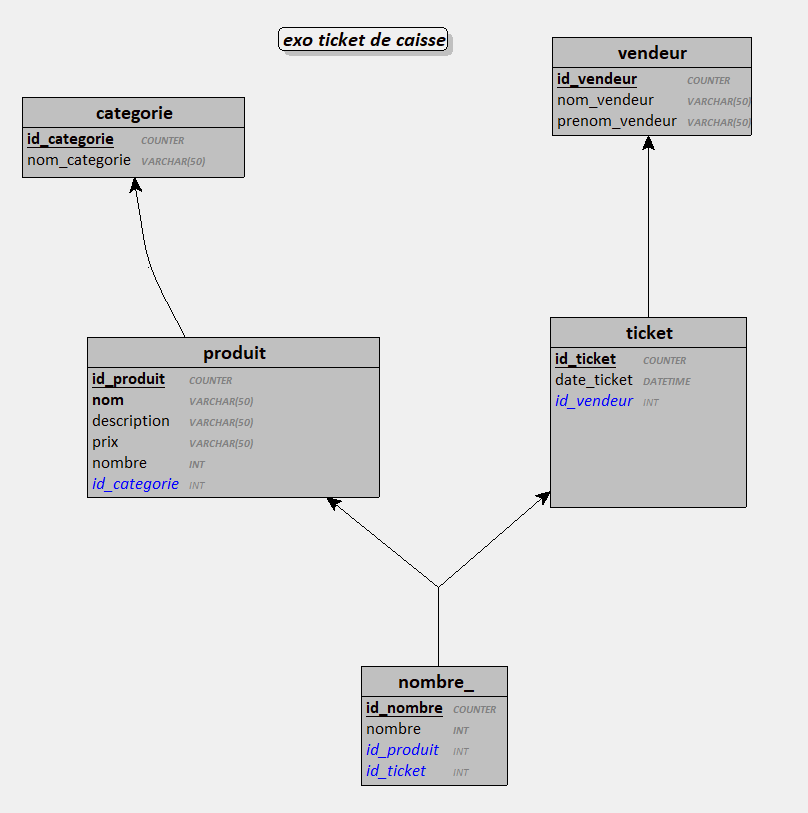 exo ticket de caisse
vendeur
id_vendeur COUNTER
nom_vendeur VARCHAR(50)
prenom_vendeur VARCHAR(50)
categorie
id_categorie COUNTER
nom_categorie VARCHAR(50)
produit
id_produit COUNTER
nom VARCHAR(50)
description VARCHAR(50)
prix VARCHAR(50)
nombre INT
id_categorie INT
ticket
id_ticket COUNTER
date_ticket DATETIME
id_vendeur INT
nombre_
id_nombre COUNTER
nombre INT
id_produit INT
id_ticket INT